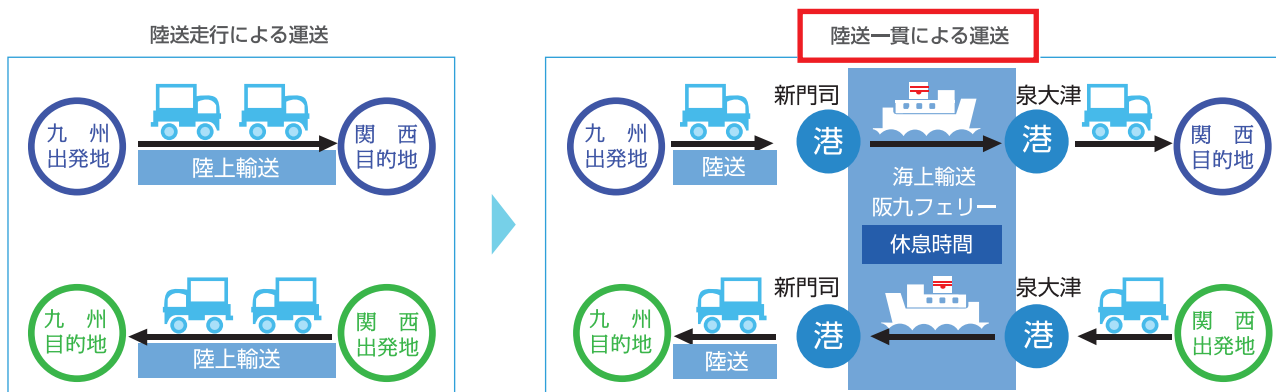 陸送走行による運送
九州
出発地
陸上輸送
関西
目的地
九州
目的地
陸上輸送
関西
出発地
陸送一貫による運送
九州
出発地
陸送
新門司
港
海上輸送
阪九フェリー
休息時間
泉大津
港
関西
目的地
九州
目的地
陸送
新門司
港
泉大津
港
関西
出発地